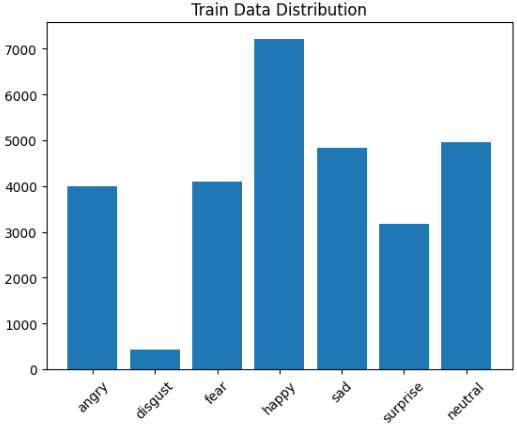 Train Data Distribution
7000
6000
5000
4000
3000
2000
1000
0
angry
disgust
fear
happy
sad
surprise
neutral